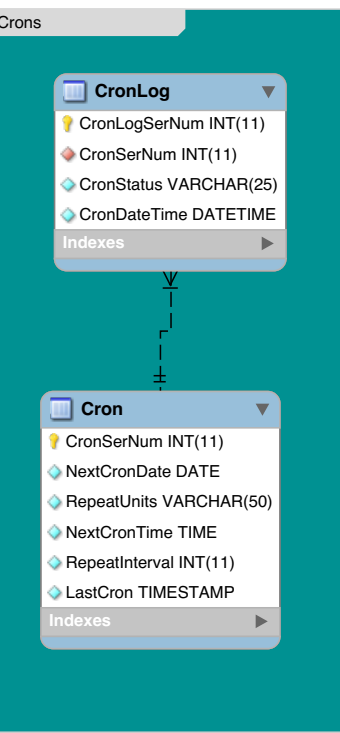 Crons
CronLog
CronLogSerNum INT(11)
CronSerNum INT(11)
CronStatus VARCHAR(25)
CronDateTime DATETIME
Indexes
Cron
CronSerNum INT(11)
NextCronDate DATE
RepeatUnits VARCHAR(50)
NextCronTime TIME
RepeatInterval INT(11)
LastCron TIMESTAMP
Indexes